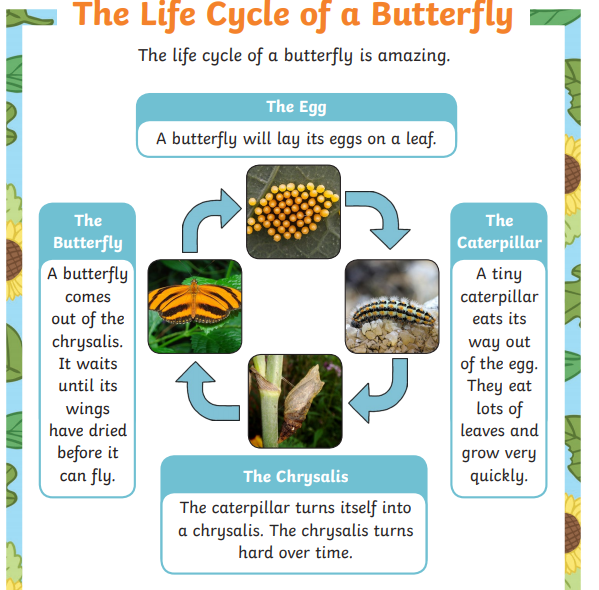 The Life Cycle of a Butterfly
The life cycle of a butterfly is amazing.
The Egg
A butterfly will lay its eggs on a leaf.
The
Caterpillar
A tiny
caterpillar
eats its
way out
of the egg.
They eat
lots of
leaves and
grow very
quickly.
The Chrysalis
The caterpillar turns itself into
a chrysalis. The chrysalis turns
hard over time.
The
Butterfly
A butterfly
comes
out of the
chrysalis.
It waits
until its
wings
have dried
before it
can fly.